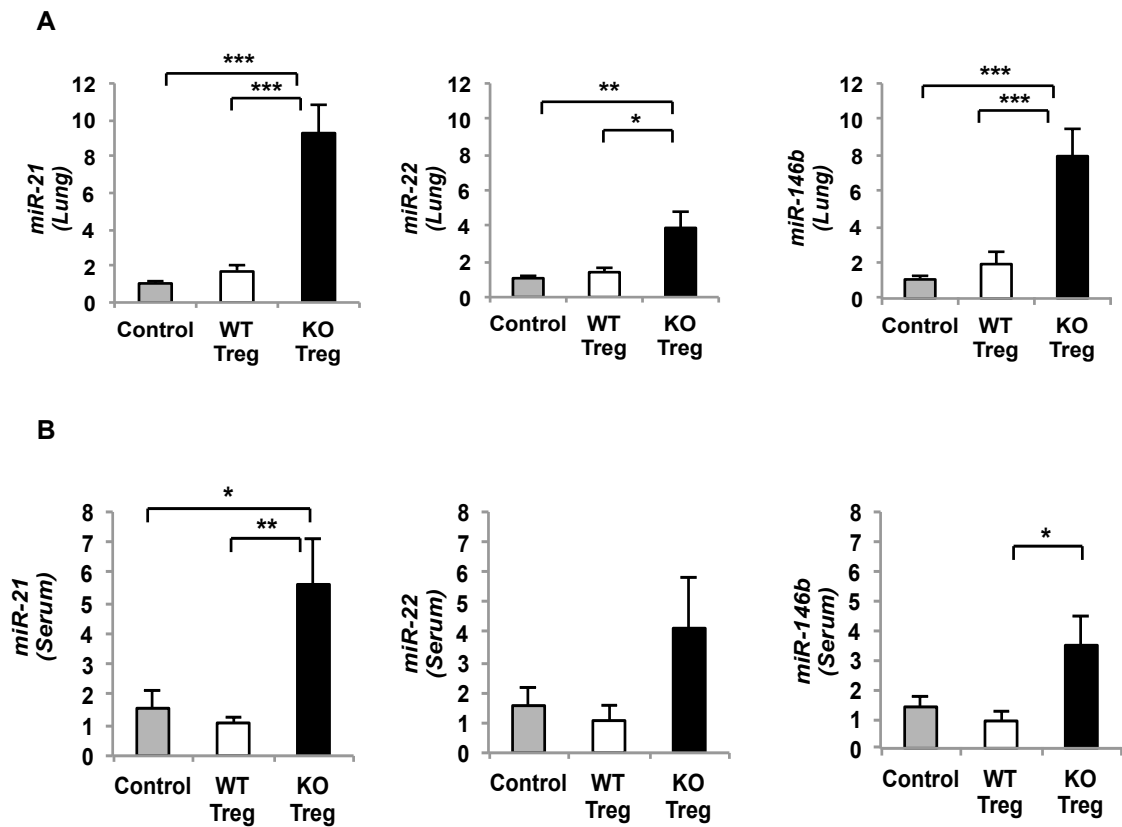 A
miR-21
(Lung)
12
10
8
6
4
2
0
***
***
Control
WT
Treg
KO
Treg
miR-22
(Lung)
12
10
8
6
4
2
0
**
*
Control
WT
Treg
KO
Treg
miR-146b
(Lung)
12
10
8
6
4
2
0
***
***
Control
WT
Treg
KO
Treg
B
miR-21
(Serum)
8
7
6
5
4
3
2
1
0
*
**
Control
WT
Treg
KO
Treg
miR-22
(Serum)
8
7
6
5
4
3
2
1
0
Control
WT
Treg
KO
Treg
miR-146b
(Serum)
8
7
6
5
4
3
2
1
0
*
Control
WT
Treg
KO
Treg